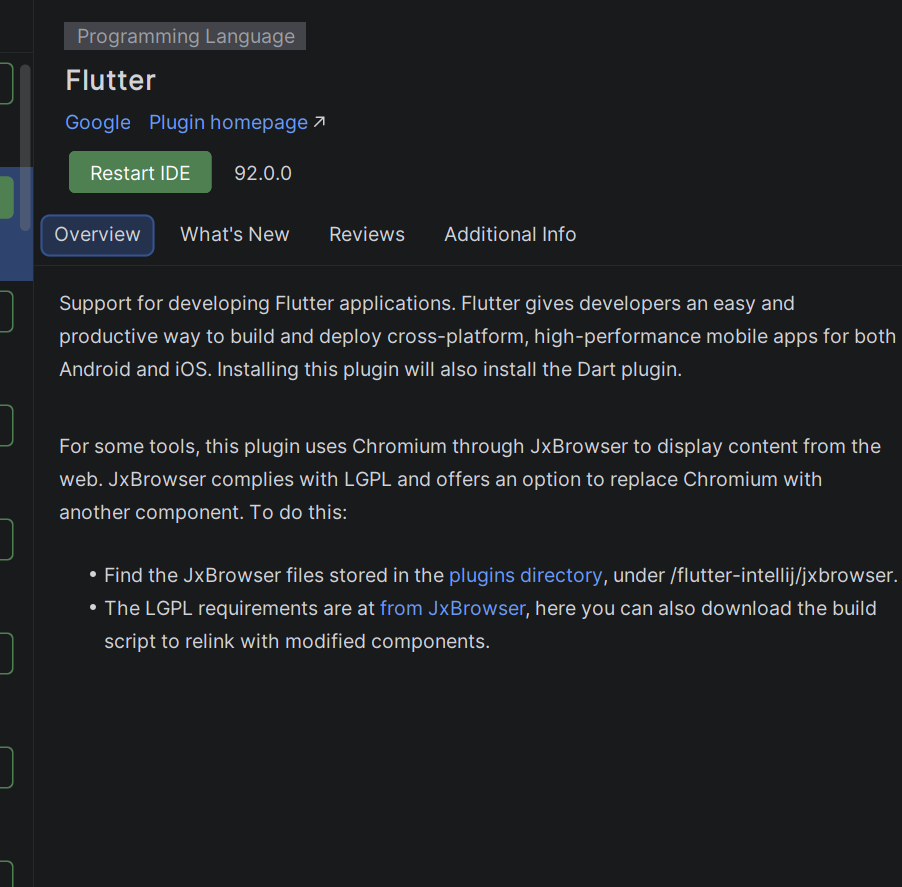 Programming Language
Flutter
Google Plugin homepage ↗
Restart IDE 92.0.0
Overview What's New Reviews Additional Info
Support for developing Flutter applications. Flutter gives developers an easy and
productive way to build and deploy cross-platform, high-performance mobile apps for both
Android and iOS. Installing this plugin will also install the Dart plugin.
For some tools, this plugin uses Chromium through JxBrowser to display content from the
web. JxBrowser complies with LGPL and offers an option to replace Chromium with
another component. To do this:
• Find the JxBrowser files stored in the plugins directory, under /flutter-intellij/jxbrowser.
• The LGPL requirements are at from JxBrowser, here you can also download the build
script to relink with modified components.